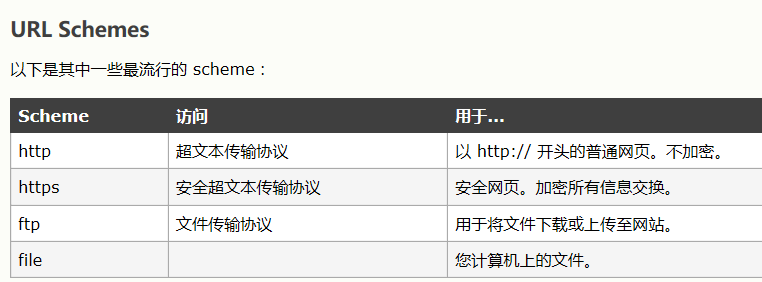 URL Schemes
以下是其中一些最流行的 scheme：
Scheme 访问 用于...
http 超文本传输协议 以 http:// 开头的普通网页。不加密。
https 安全超文本传输协议 安全网页。加密所有信息交换。
ftp 文件传输协议 用于将文件下载或上传至网站。
file 您计算机上的文件。